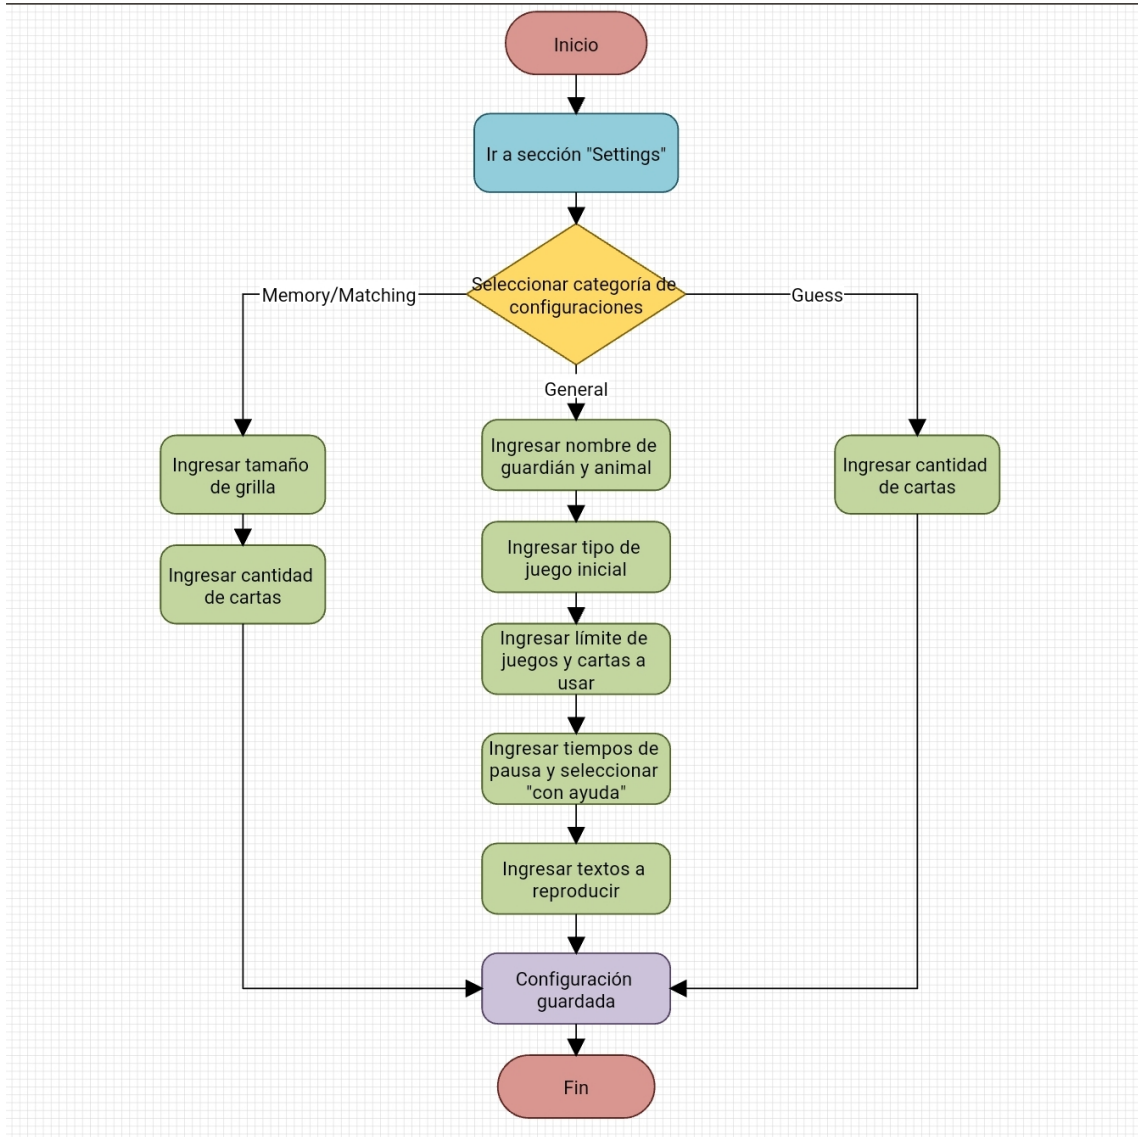 Inicio
Ir a sección "Settings"
Seleccionar categoría de
configuraciones
Memory/Matching
Guess
General
Ingresar nombre de
guardián y animal
Ingresar tamaño
de grilla
Ingresar cantidad
de cartas
Ingresar tipo de
juego inicial
Ingresar cantidad
de cartas
Ingresar límite de
juegos y cartas a
usar
Ingresar tiempos de
pausa y seleccionar
"con ayuda"
Ingresar textos a
reproducir
Configuración
guardada
Fin